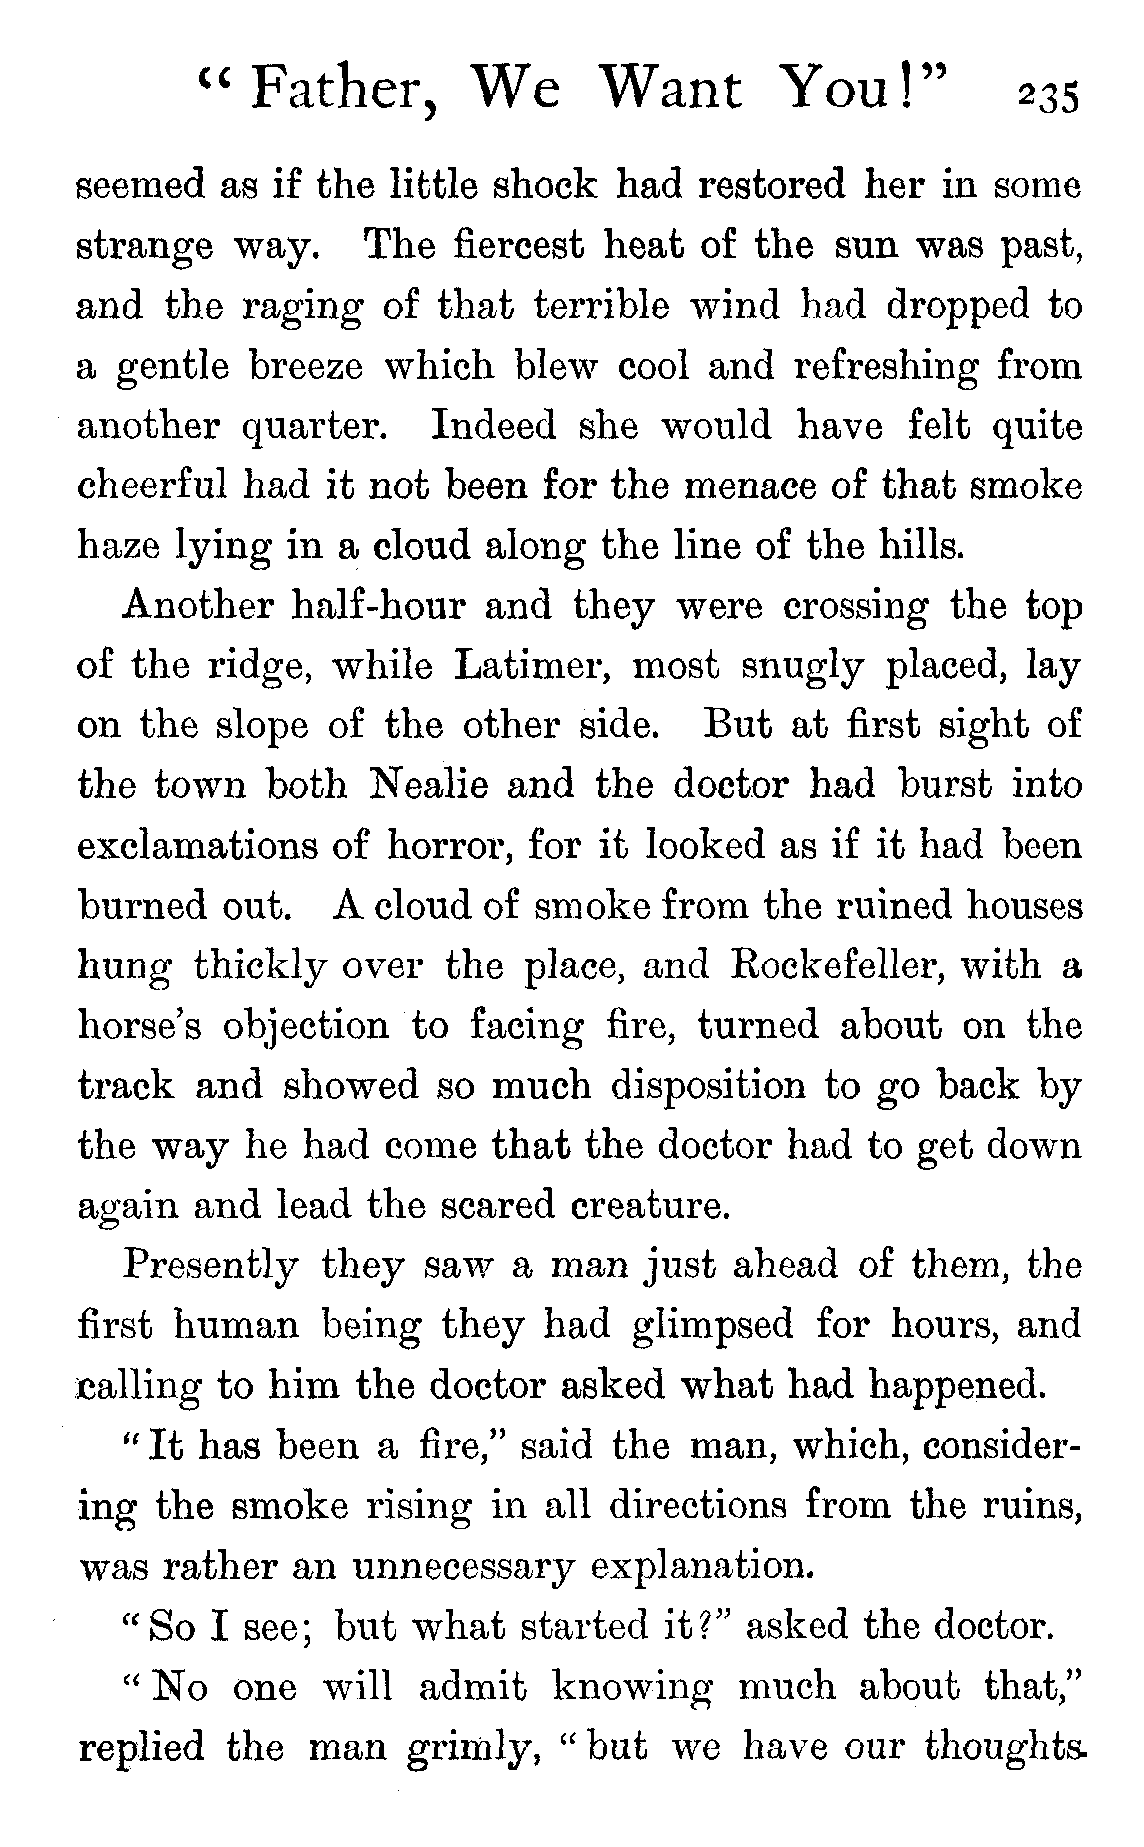 “ Father, We Want You!” 235
seemed as if the little shock had restored her in some
strange way. The fiercest heat of the sun was past,
and the raging of that terrible wind had dropped to
a gentle breeze which blew cool and refreshing from
another quarter. Indeed she would have felt quite
cheerful had it not been for the menace of that smoke
haze lying in a cloud along the line of the hills.
Another half-hour and they were crossing the top
of the ridge, while Latimer, most snugly placed, lay
on the slope of the other side. But at first sight of
the town both Nealie and the doctor had burst into
exclamations of horror, for it looked as if it had been
burned out. A cloud of smoke from the ruined houses
hung thickly over the place, and Rockefeller, with a
horse’s objection to facing fire, turned about on the
track and showed so much disposition to go back by
the way he had come that the doctor had to get down
again and lead the scared creature.
Presently they saw a man just ahead of them, the
first human being they had glimpsed for hours, and
calling to him the doctor asked what had happened.
“It has been a fire,” said the man, which, consider-
ing the smoke rising in all directions from the ruins,
was rather an unnecessary explanation.
“So I see; but what started it?” asked the doctor.
“No one will admit knowing much about that,”
replied the man grimly, “but we have our thoughts.